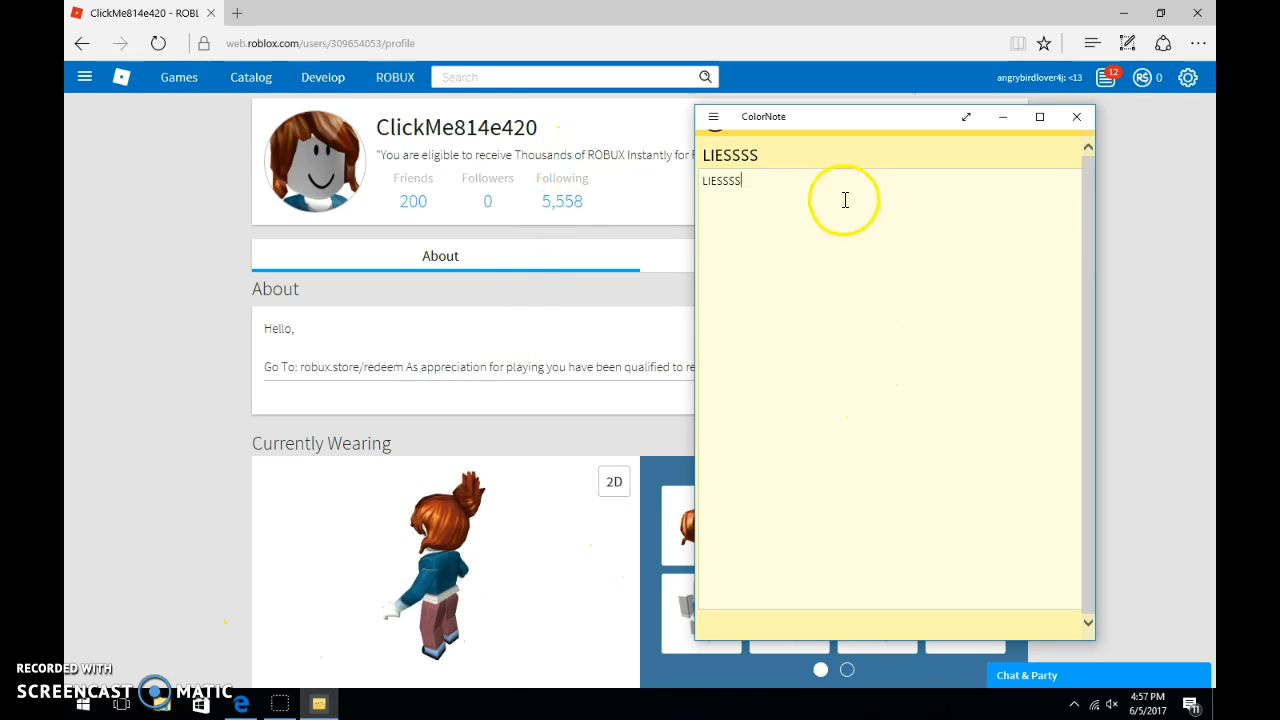 ClickMe814e420 - ROBL
web.roblox.com/users/309654053/profile
Games
Catalog
Develop
ROBUX
Search
angrybirdlover4j: <13
12
R$ 0
ClickMe814e420
"You are eligible to receive Thousands of ROBUX Instantly for
Friends
Followers
Following
200
0
5,558
ColorNote
LIESSSS
LIESSSS
About
About
Hello,
Go To: robux.store/redeem As appreciation for playing you have been qualified to re
Currently Wearing
2D
Chat & Party
RECORDED WITH
SCREENCAST MATIC
4:57 PM
6/5/2017